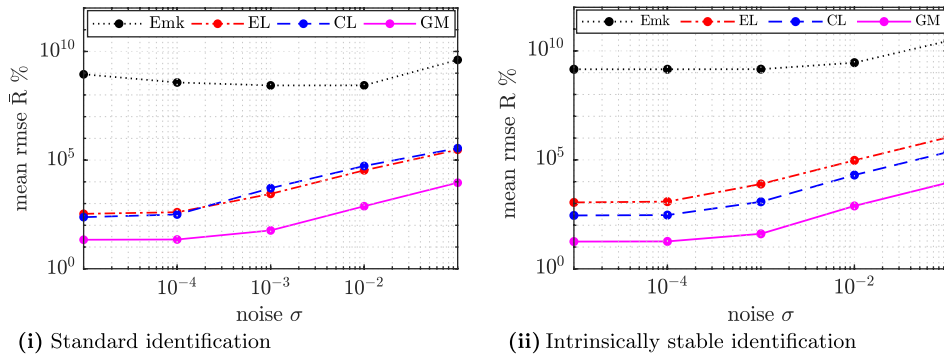 Emk EL CL GM
10^10
10^5
10^0
mean rmse R̄ %
10^−4 10^−3 10^−2
noise σ
(i) Standard identification
Emk EL CL GM
10^10
10^5
10^0
mean rmse R %
10^−4 10^−2
noise σ
(ii) Intrinsically stable identification